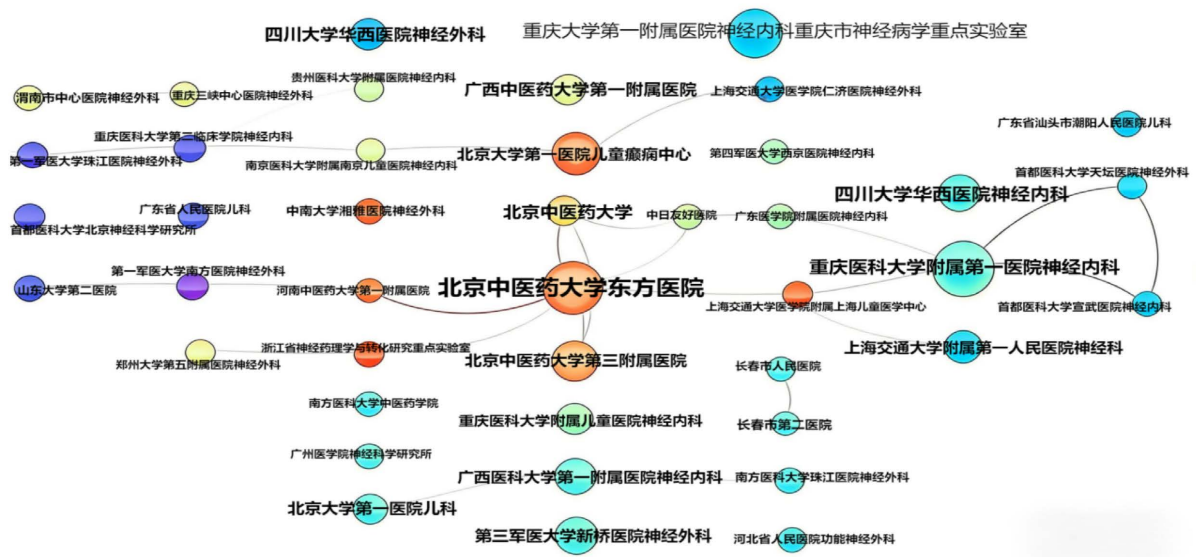 四川大学华西医院神经外科
重庆大学第一附属医院神经内科重庆市神经病学重点实验室
贵州医科大学附属医院神经内科
渭南市中心医院神经外科
重庆三峡中心医院神经外科
广西中医药大学第一附属医院
上海交通大学医学院仁济医院神经外科
广东省汕头市潮阳人民医院儿科
重庆医科大学第二临床学院神经内科
第一军医大学珠江医院神经外科
南京医科大学附属南京儿童医院神经内科
北京大学第一医院儿童癫痫中心
第四军医大学西京医院神经内科
首都医科大学天坛医院神经外科
四川大学华西医院神经内科
广东省人民医院儿科
中南大学湘雅医院神经外科
北京中医药大学
中日友好医院
广东医学院附属医院神经内科
首都医科大学北京神经科学研究所
重庆医科大学附属第一医院神经内科
第一军医大学南方医院神经外科
山东大学第二医院
河南中医药大学第一附属医院
北京中医药大学东方医院
上海交通大学医学院附属上海儿童医学中心
首都医科大学宣武医院神经内科
浙江省神经药理学与转化研究重点实验室
郑州大学第五附属医院神经外科
北京中医药大学第三附属医院
上海交通大学附属第一人民医院神经科
长春市人民医院
南方医科大学中医药学院
重庆医科大学附属儿童医院神经内科
长春市第二医院
广州医学院神经科学研究所
广西医科大学第一附属医院神经内科
南方医科大学珠江医院神经外科
北京大学第一医院儿科
第三军医大学新桥医院神经外科
河北省人民医院功能神经外科